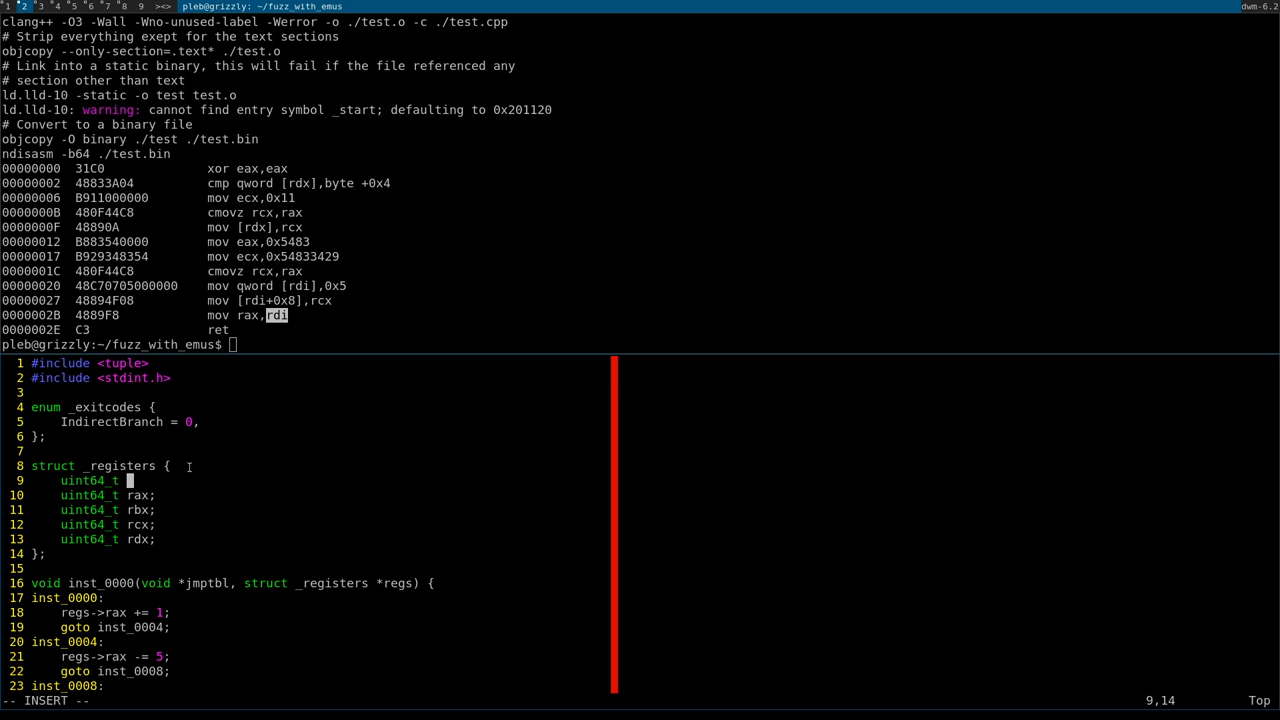 1 2 3 4 5 6 7 8 9 ><> pleb@grizzly: ~/fuzz_with_emus dwm-6.2
clang++ -O3 -Wall -Wno-unused-label -Werror -o ./test.o -c ./test.cpp
# Strip everything exept for the text sections
objcopy --only-section=.text* ./test.o
# Link into a static binary, this will fail if the file referenced any
# section other than text
ld.lld-10 -static -o test test.o
ld.lld-10: warning: cannot find entry symbol _start; defaulting to 0x201120
# Convert to a binary file
objcopy -O binary ./test ./test.bin
ndisasm -b64 ./test.bin
00000000  31C0              xor eax,eax
00000002  48833A04          cmp qword [rdx],byte +0x4
00000006  B911000000        mov ecx,0x11
0000000B  480F44C8          cmovz rcx,rax
0000000F  48890A            mov [rdx],rcx
00000012  B883540000        mov eax,0x5483
00000017  B929348354        mov ecx,0x54833429
0000001C  480F44C8          cmovz rcx,rax
00000020  48C70705000000    mov qword [rdi],0x5
00000027  48894F08          mov [rdi+0x8],rcx
0000002B  4889F8            mov rax,rdi
0000002E  C3                ret
pleb@grizzly:~/fuzz_with_emus$
1 #include <tuple>
2 #include <stdint.h>
3
4 enum _exitcodes {
5     IndirectBranch = 0,
6 };
7
8 struct _registers {
9     uint64_t
10     uint64_t rax;
11     uint64_t rbx;
12     uint64_t rcx;
13     uint64_t rdx;
14 };
15
16 void inst_0000(void *jmptbl, struct _registers *regs) {
17 inst_0000:
18     regs->rax += 1;
19     goto inst_0004;
20 inst_0004:
21     regs->rax -= 5;
22     goto inst_0008;
23 inst_0008:
-- INSERT -- 9,14 Top